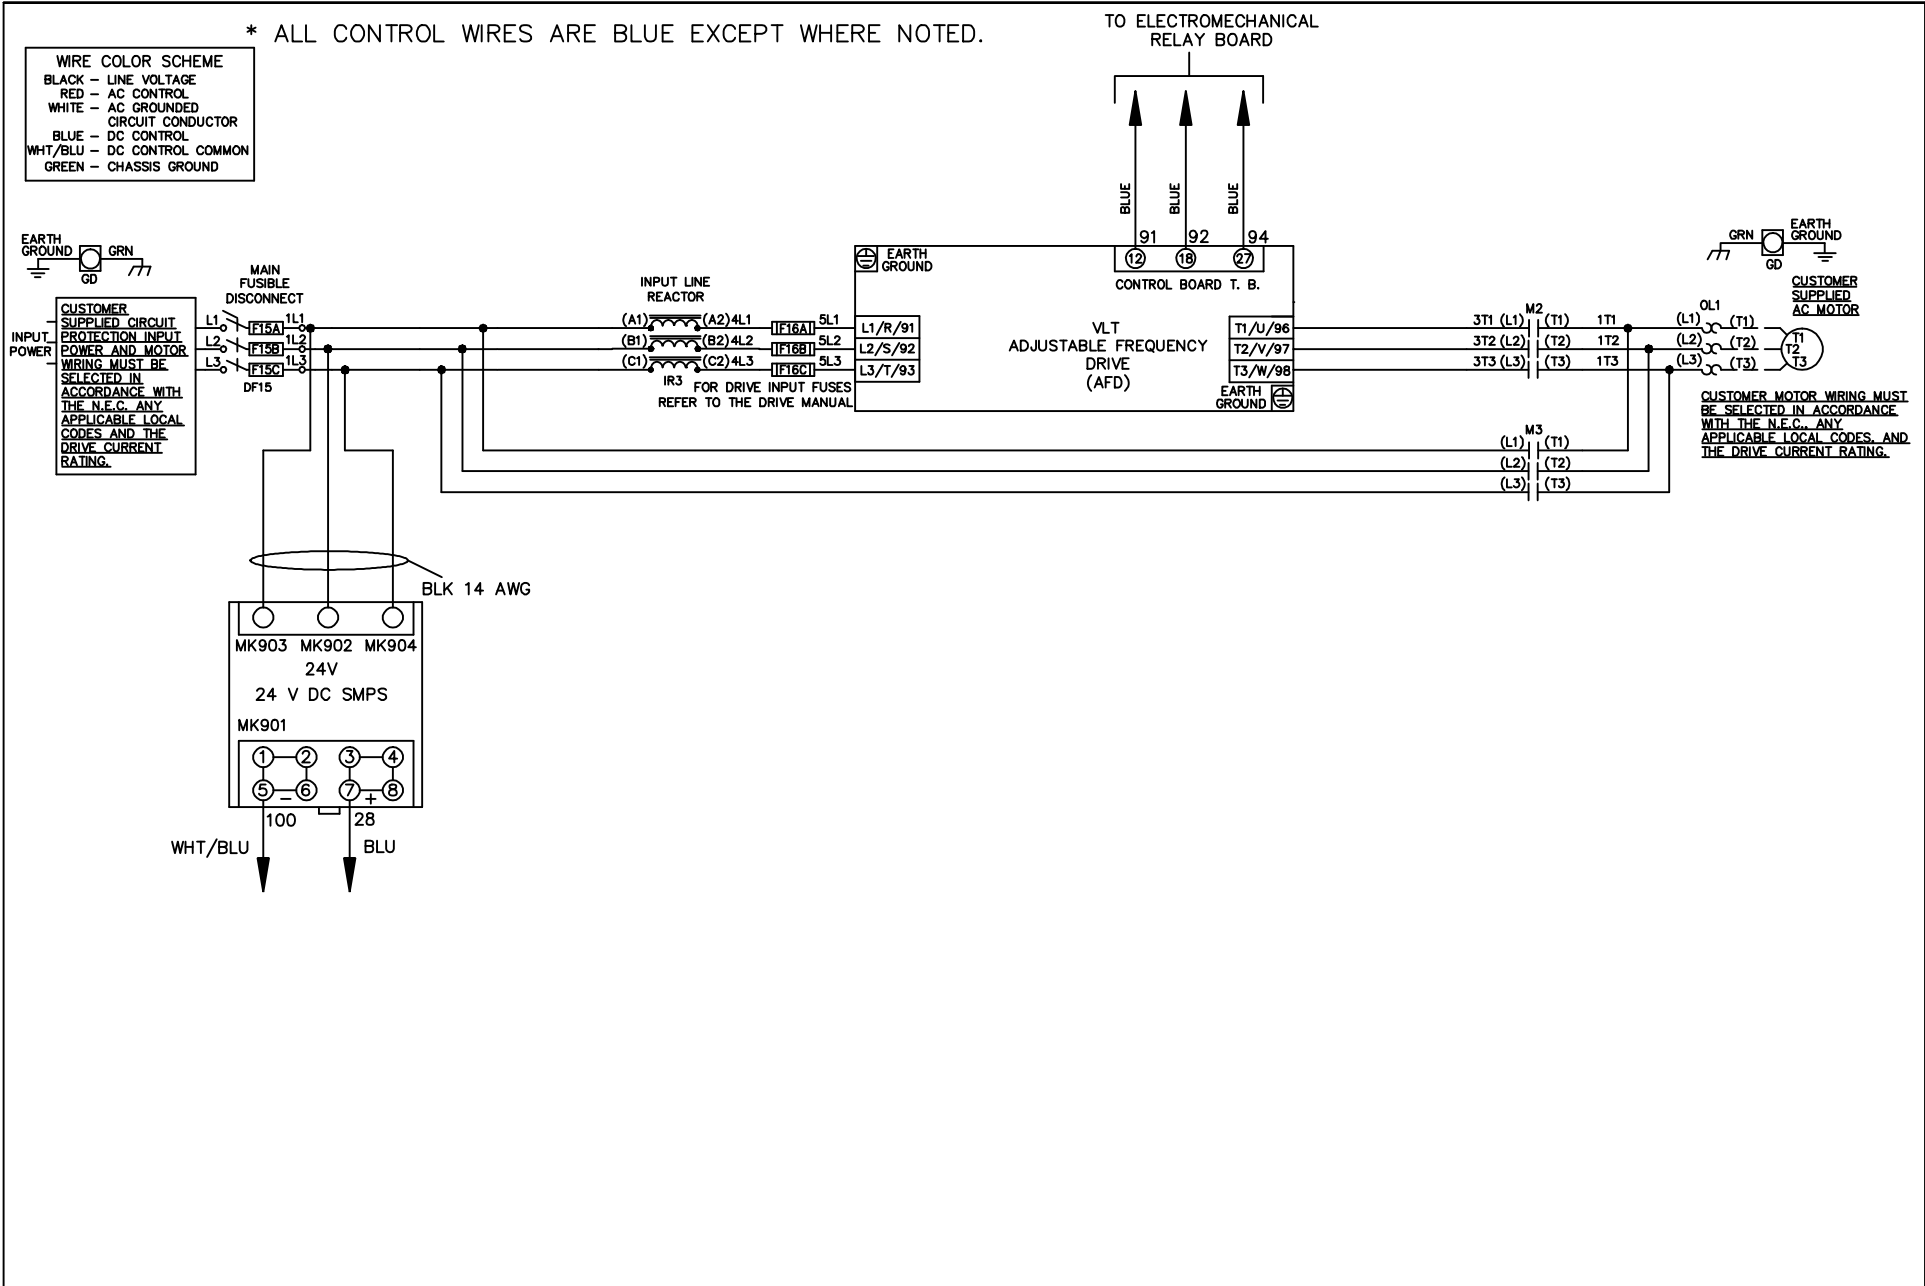 * ALL CONTROL WIRES ARE BLUE EXCEPT WHERE NOTED.
TO ELECTROMECHANICAL
RELAY BOARD
WIRE COLOR SCHEME
BLACK – LINE VOLTAGE
RED – AC CONTROL
WHITE – AC GROUNDED
CIRCUIT CONDUCTOR
BLUE – DC CONTROL
WHT/BLU – DC CONTROL COMMON
GREEN – CHASSIS GROUND
BLUE
BLUE
BLUE
91
92
94
12
18
27
CONTROL BOARD T. B.
EARTH
GROUND
GRN
GD
MAIN
FUSIBLE
DISCONNECT
INPUT POWER
CUSTOMER
SUPPLIED CIRCUIT
PROTECTION INPUT
POWER AND MOTOR
WIRING MUST BE
SELECTED IN
ACCORDANCE WITH
THE N.E.C. ANY
APPLICABLE LOCAL
CODES AND THE
DRIVE CURRENT
RATING.
L1 F15A 1L1
L2 F15B 1L2
L3 F15C 1L3
DF15
INPUT LINE
REACTOR
(A1) (A2) 4L1 F16A 5L1
(B1) (B2) 4L2 F16B 5L2
(C1) (C2) 4L3 F16C 5L3
IR3
FOR DRIVE INPUT FUSES
REFER TO THE DRIVE MANUAL
EARTH
GROUND
L1/R/91
L2/S/92
L3/T/93
VLT
ADJUSTABLE FREQUENCY
DRIVE
(AFD)
T1/U/96
T2/V/97
T3/W/98
EARTH
GROUND
M2
3T1 (L1) (T1) 1T1
3T2 (L2) (T2) 1T2
3T3 (L3) (T3) 1T3
M3
(L1) (T1)
(L2) (T2)
(L3) (T3)
OL1
(L1) (T1)
(L2) (T2)
(L3) (T3)
T1
T2
T3
GRN
EARTH
GROUND
GD
CUSTOMER
SUPPLIED
AC MOTOR
CUSTOMER MOTOR WIRING MUST
BE SELECTED IN ACCORDANCE
WITH THE N.E.C., ANY
APPLICABLE LOCAL CODES, AND
THE DRIVE CURRENT RATING.
BLK 14 AWG
MK903 MK902 MK904
24V
24 V DC SMPS
MK901
1 2 3 4
5 – 6 7 + 8
100
28
WHT/BLU
BLU